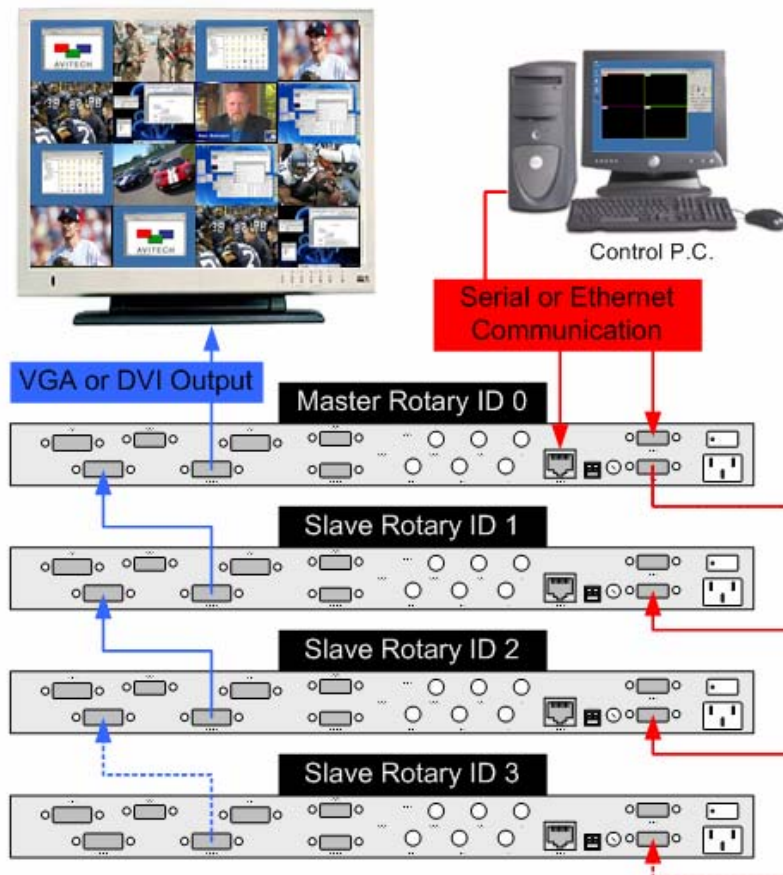 AVITECH
Control P.C.
AVITECH
Serial or Ethernet
Communication
VGA or DVI Output
Master Rotary ID 0
Slave Rotary ID 1
Slave Rotary ID 2
Slave Rotary ID 3